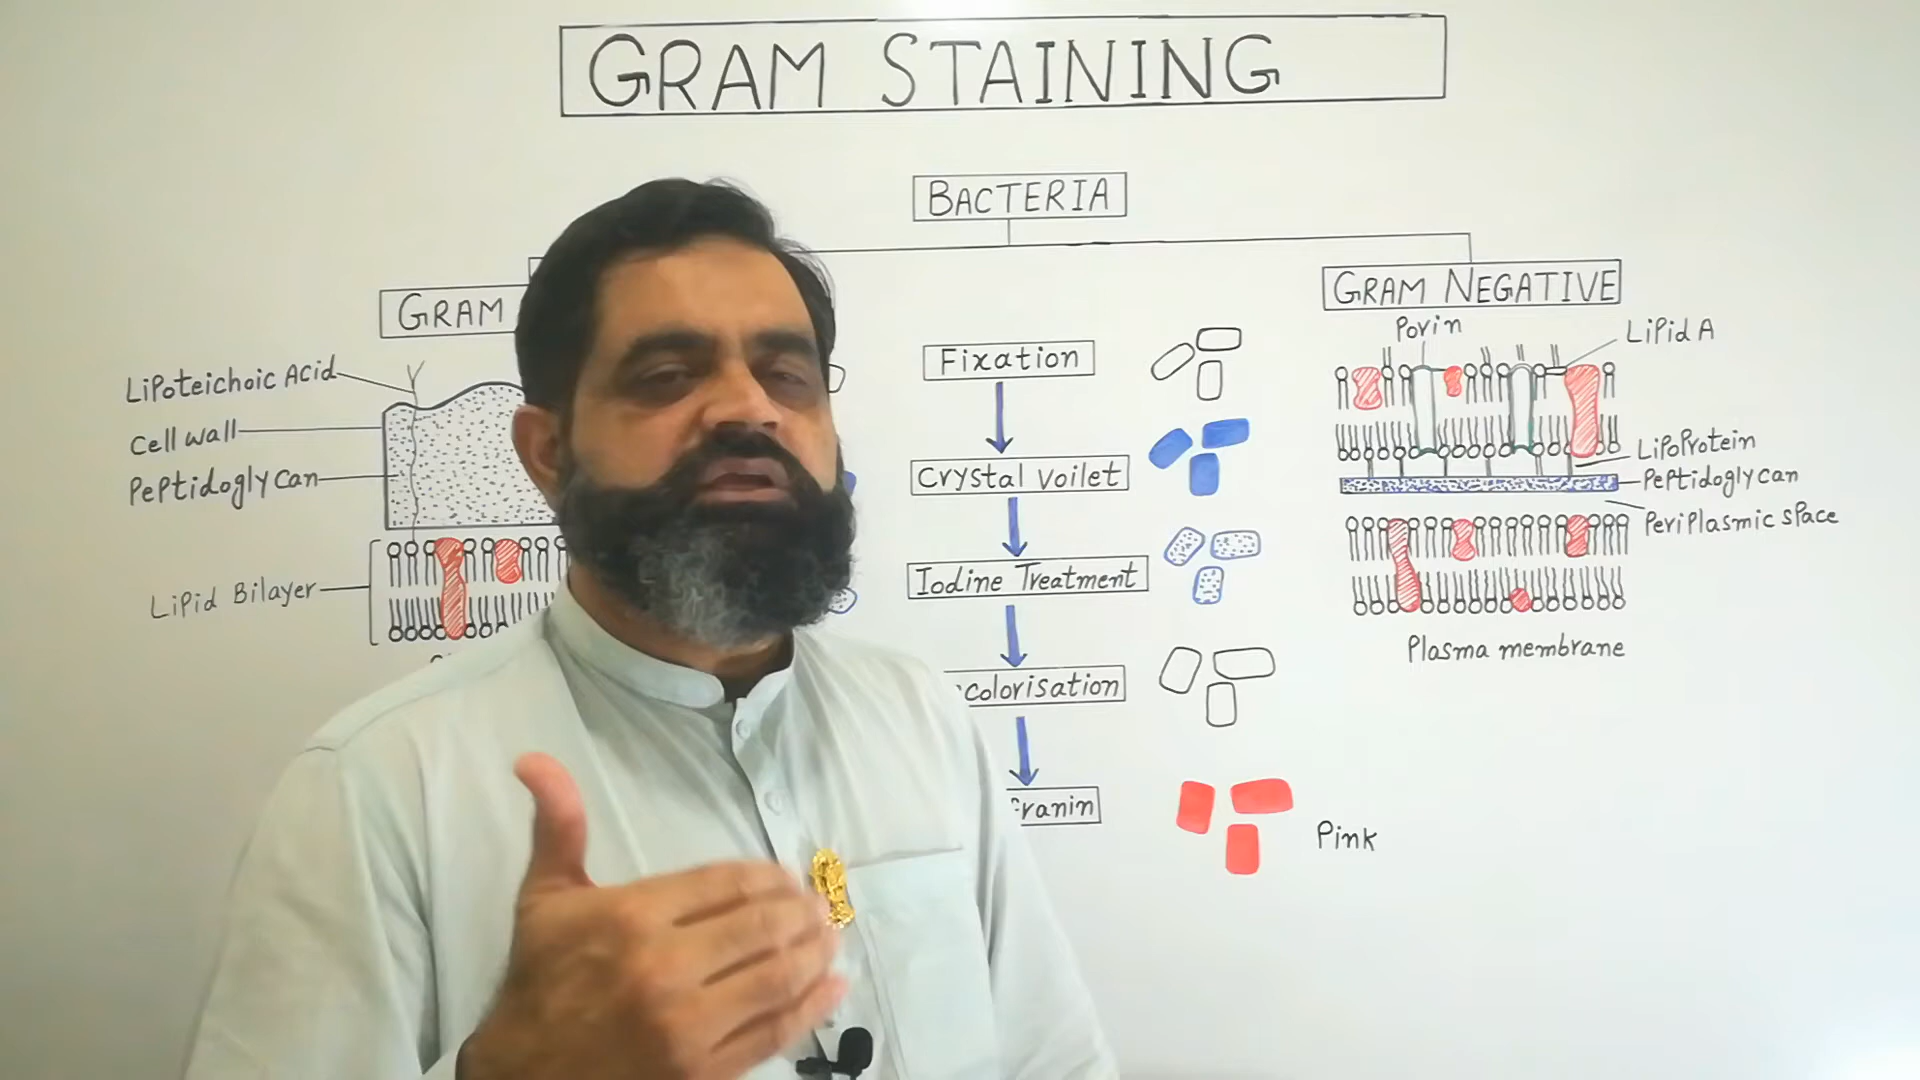 GRAM STAINING
BACTERIA
GRAM
GRAM NEGATIVE
Porin
Lipid A
Lipoteichoic Acid
Cell wall
Peptidoglycan
Lipid Bilayer
Fixation
Crystal Voilet
Iodine Treatment
colorisation
ranin
Lipoprotein
Peptidoglycan
Periplasmic space
Plasma membrane
Pink